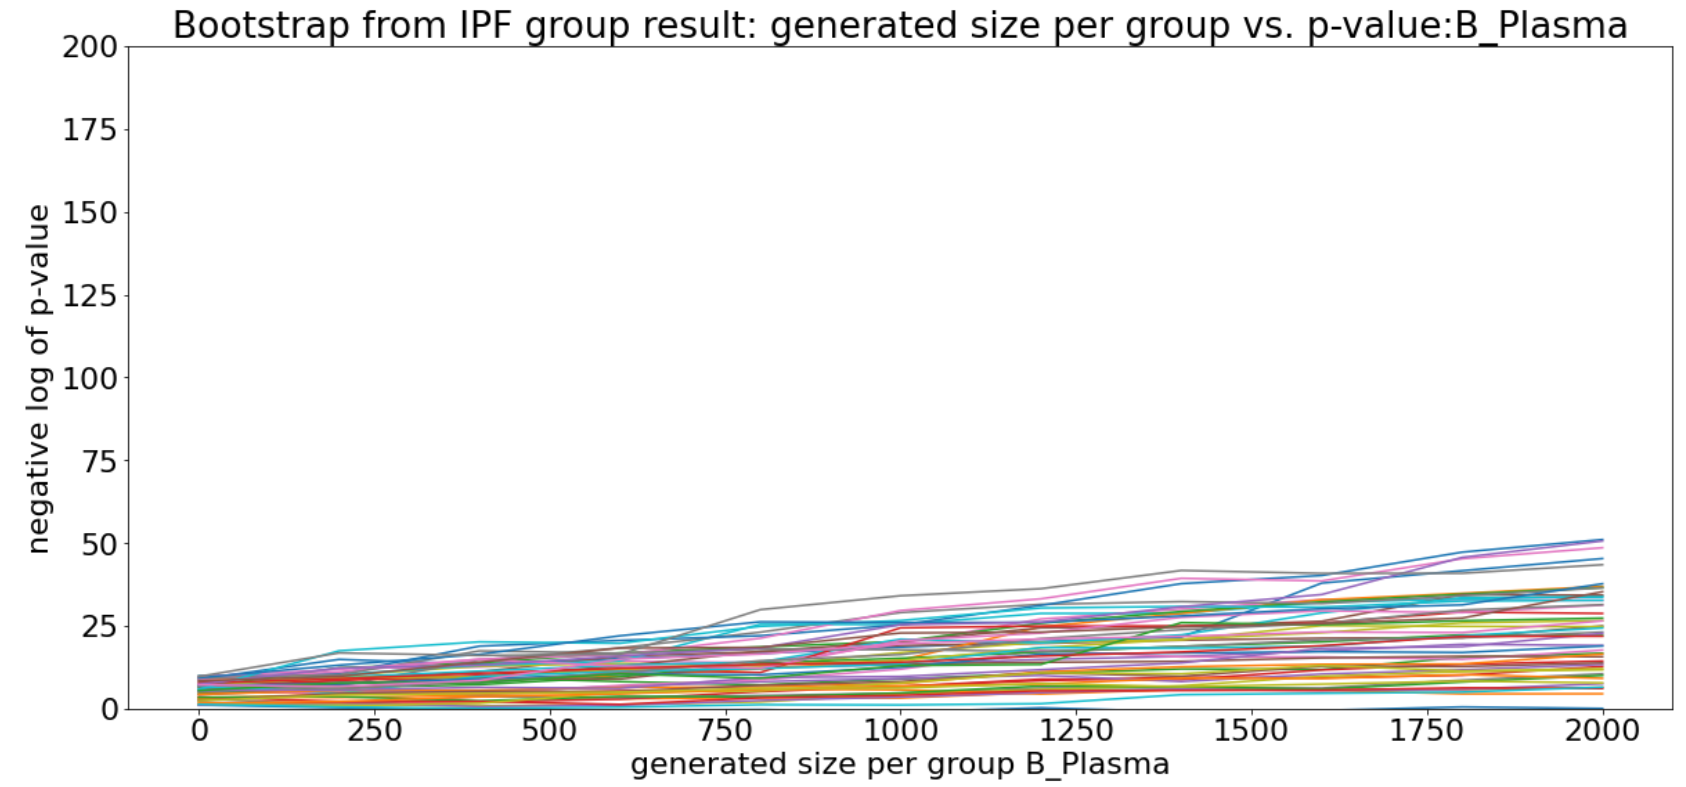 Bootstrap from IPF group result: generated size per group vs. p-value:B_Plasma
200
175
150
125
100
75
50
25
0
negative log of p-value
0 250 500 750 1000 1250 1500 1750 2000
generated size per group B_Plasma